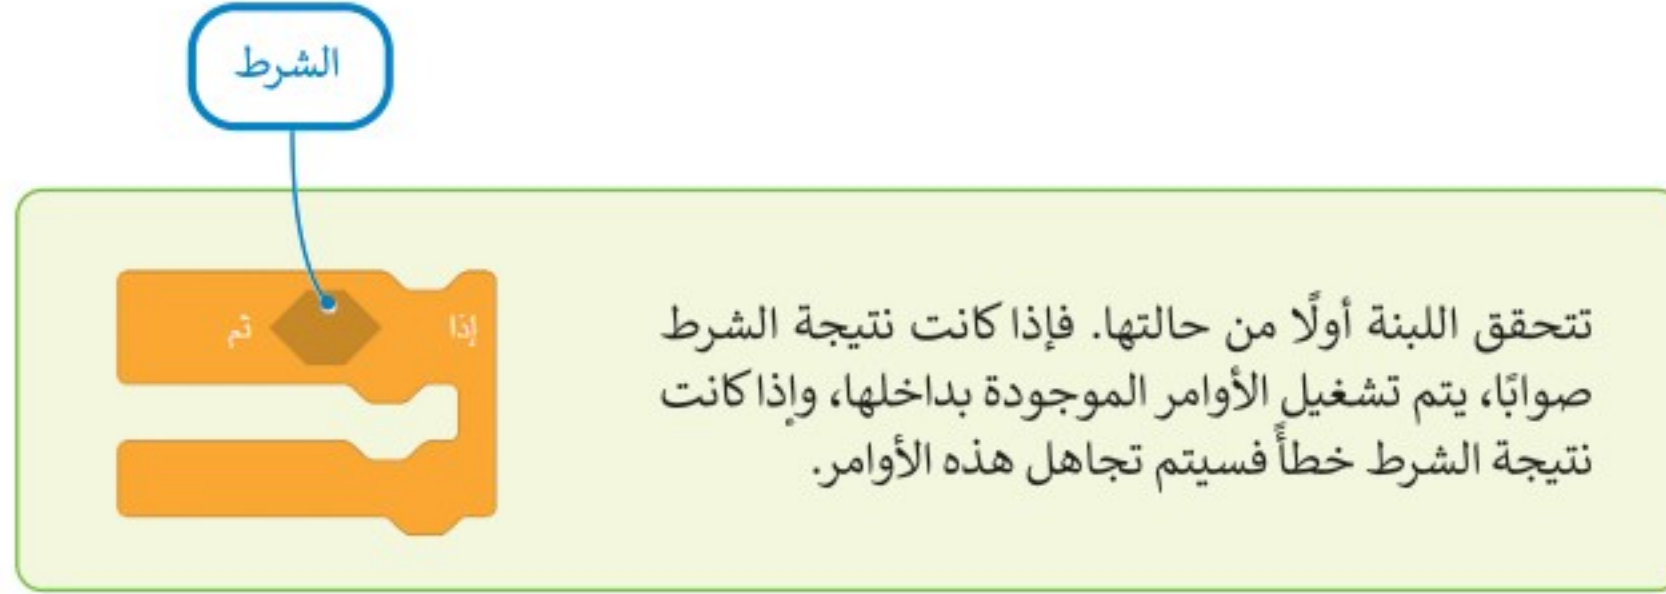 الشرط
إذا ثم
تتحقق اللبنة أولًا من حالتها. فإذا كانت نتيجة الشرط
صوابًا، يتم تشغيل الأوامر الموجودة بداخلها، وإذا كانت
نتيجة الشرط خطأً فسيتم تجاهل هذه الأوامر.